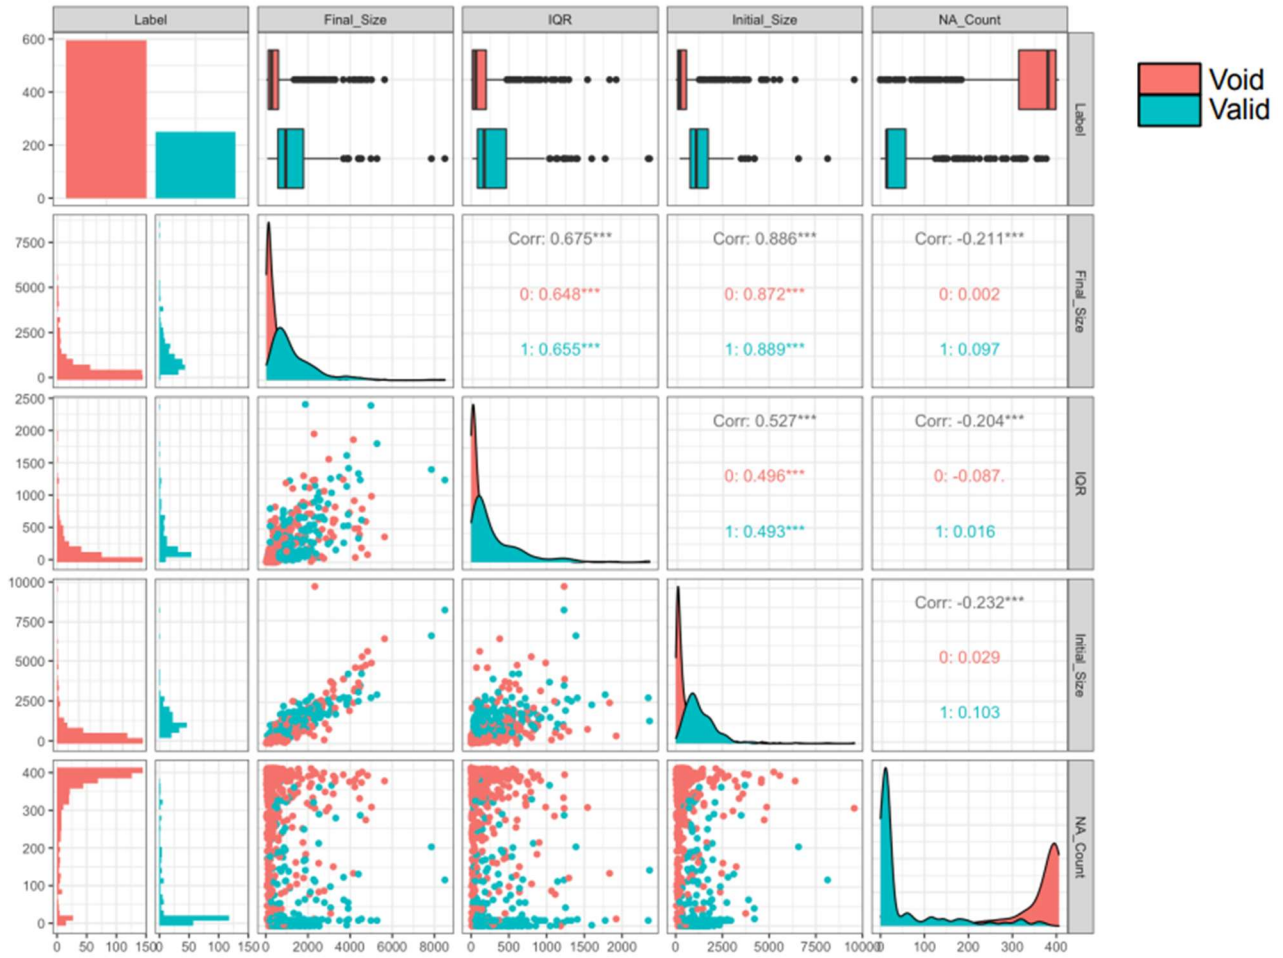 Label Final_Size IQR Initial_Size NA_Count
Void
Valid
600
400
200
0
Label
7500
5000
2500
0
Corr: 0.675*** Corr: 0.886*** Corr: -0.211***
0: 0.648*** 0: 0.872*** 0: 0.002
1: 0.655*** 1: 0.889*** 1: 0.097
Final_Size
2500
2000
1500
1000
500
0
Corr: 0.527*** Corr: -0.204***
0: 0.496*** 0: -0.087.
1: 0.493*** 1: 0.016
IQR
10000
7500
5000
2500
0
Corr: -0.232***
0: 0.029
1: 0.103
Initial_Size
400
300
200
100
0
NA_Count
0 50 100 150 0 50 100 150 0 2000 4000 6000 8000 0 500 1000 1500 2000 0 2500 5000 7500 10000 0 100 200 300 400